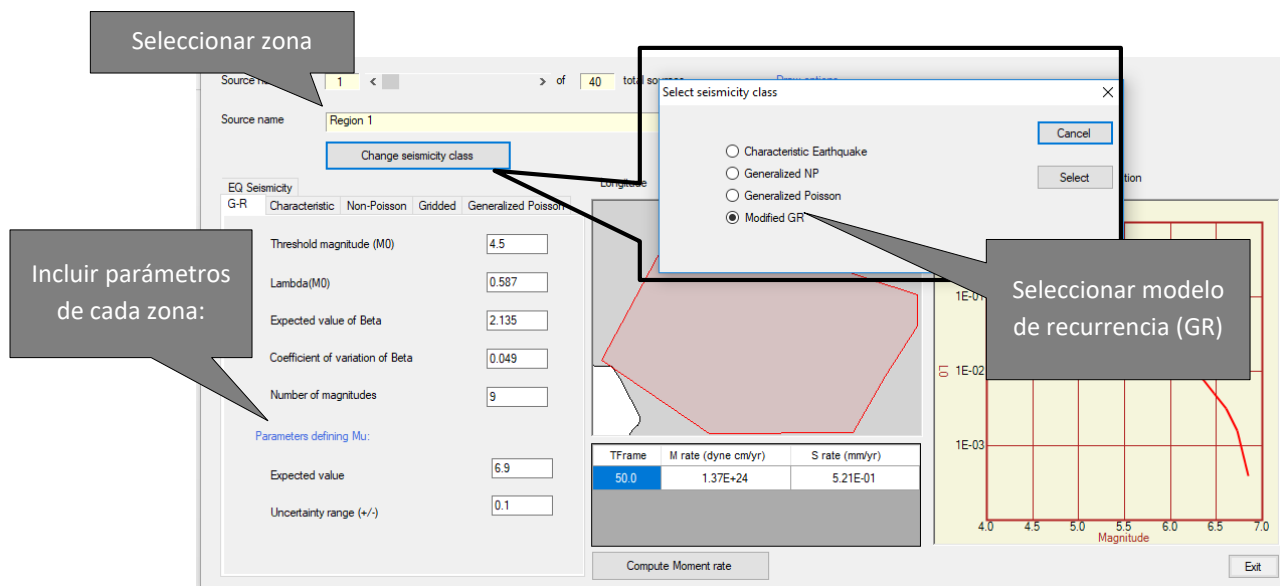 Seleccionar zona
Source n
1 < > of 40 total so
Draw options
Source name Region 1
Change seismicity class
Select seismicity class
Cancel
Characteristic Earthquake
Generalized NP
Select
Generalized Poisson
Modified GR
EQ Seismicity
G-R Characteristic Non-Poisson Gridded Generalized Poisson
Longitude
tion
Incluir parámetros
de cada zona:
Threshold magnitude (M0) 4.5
Lambda(M0) 0.587
Expected value of Beta 2.135
Coefficient of variation of Beta 0.049
Number of magnitudes 9
Parameters defining Mu:
Expected value 6.9
Uncertainty range (+/-) 0.1
Seleccionar modelo
de recurrencia (GR)
1E-01
1E-02
1E-03
4.0 4.5 5.0 5.5 6.0 6.5 7.0
Magnitude
TFrame M rate (dyne cm/yr) S rate (mm/yr)
50.0 1.37E+24 5.21E-01
Compute Moment rate
Exit